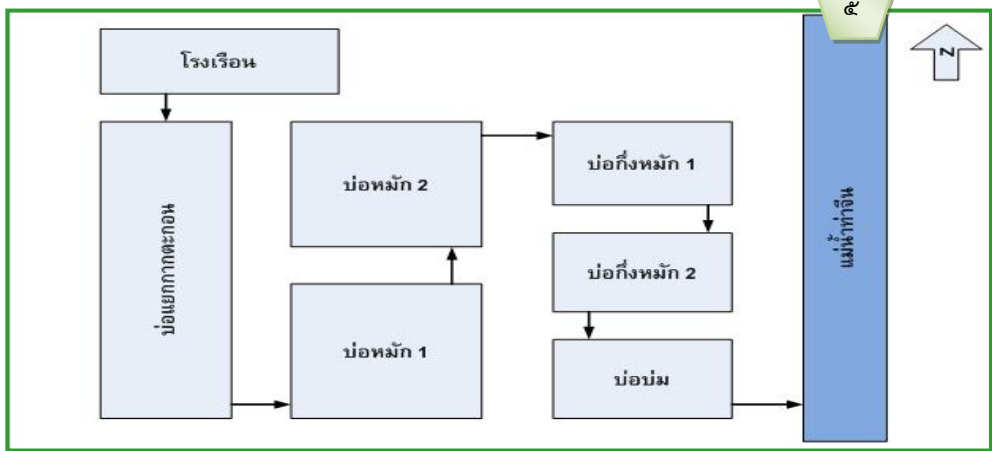 ๕
N
โรงเรือน
บ่อแยกกากตะกอน
บ่อหมัก 2
บ่อหมัก 1
บ่อกึ่งหมัก 1
บ่อกึ่งหมัก 2
บ่อบ่ม
แม่น้ำท่าจีน